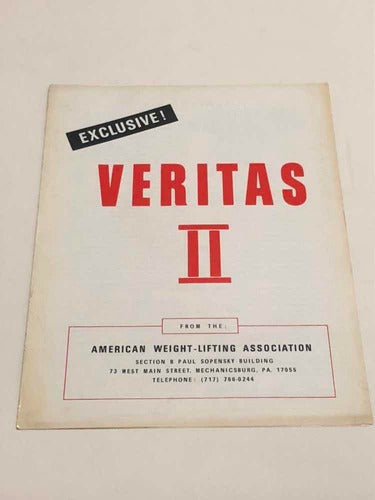 EXCLUSIVE!
VERITAS
II
FROM THE:
AMERICAN WEIGHT-LIFTING ASSOCIATION
SECTION B PAUL SOPENSKY BUILDING
73 WEST MAIN STREET, MECHANICSBURG, PA. 17055
TELEPHONE: (717) 766-0244